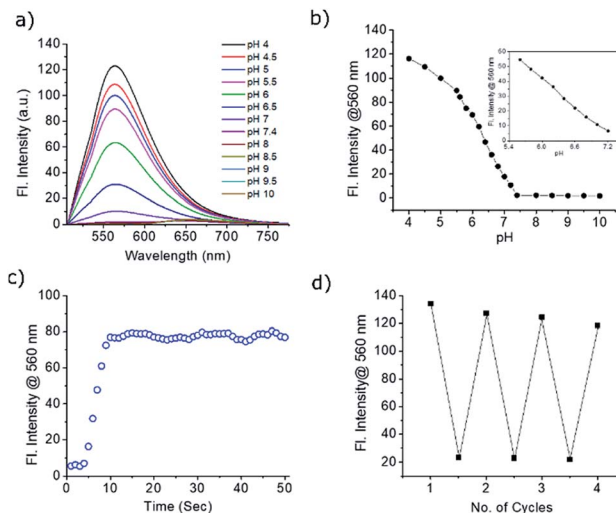 a)
140
120
100
80
60
40
20
0
Fl. Intensity (a.u.)
550 600 650 700 750
Wavelength (nm)
pH 4
pH 4.5
pH 5
pH 5.5
pH 6
pH 6.5
pH 7
pH 7.4
pH 8
pH 8.5
pH 9
pH 9.5
pH 10
b)
140
120
100
80
60
40
20
0
Fl. Intensity @560 nm
4 5 6 7 8 9 10
pH
60
50
40
30
20
10
0
Fl. Intensity @ 560 nm
5.4 6.0 6.6 7.2
pH
c)
100
80
60
40
20
0
Fl. Intensity @ 560 nm
0 10 20 30 40 50
Time (Sec)
d)
140
120
100
80
60
40
20
Fl. Intensity@ 560 nm
1 2 3 4
No. of Cycles